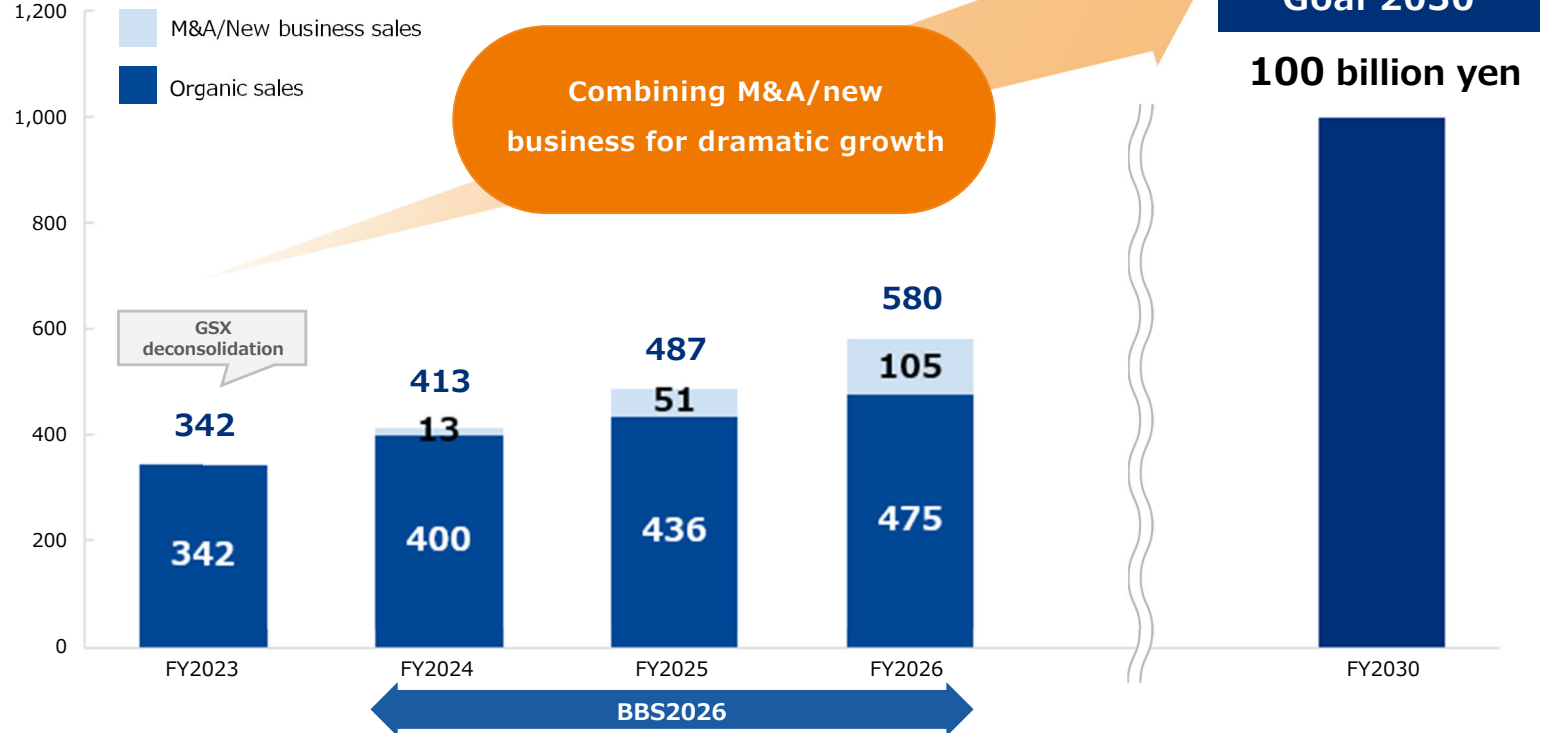 Goal 2030
100 billion yen
M&A/New business sales
Organic sales
Combining M&A/new
business for dramatic growth
1,200
1,000
800
600
400
200
0
GSX
deconsolidation
342
342
413
13
400
487
51
436
580
105
475
FY2023
FY2024
FY2025
FY2026
FY2030
BBS2026